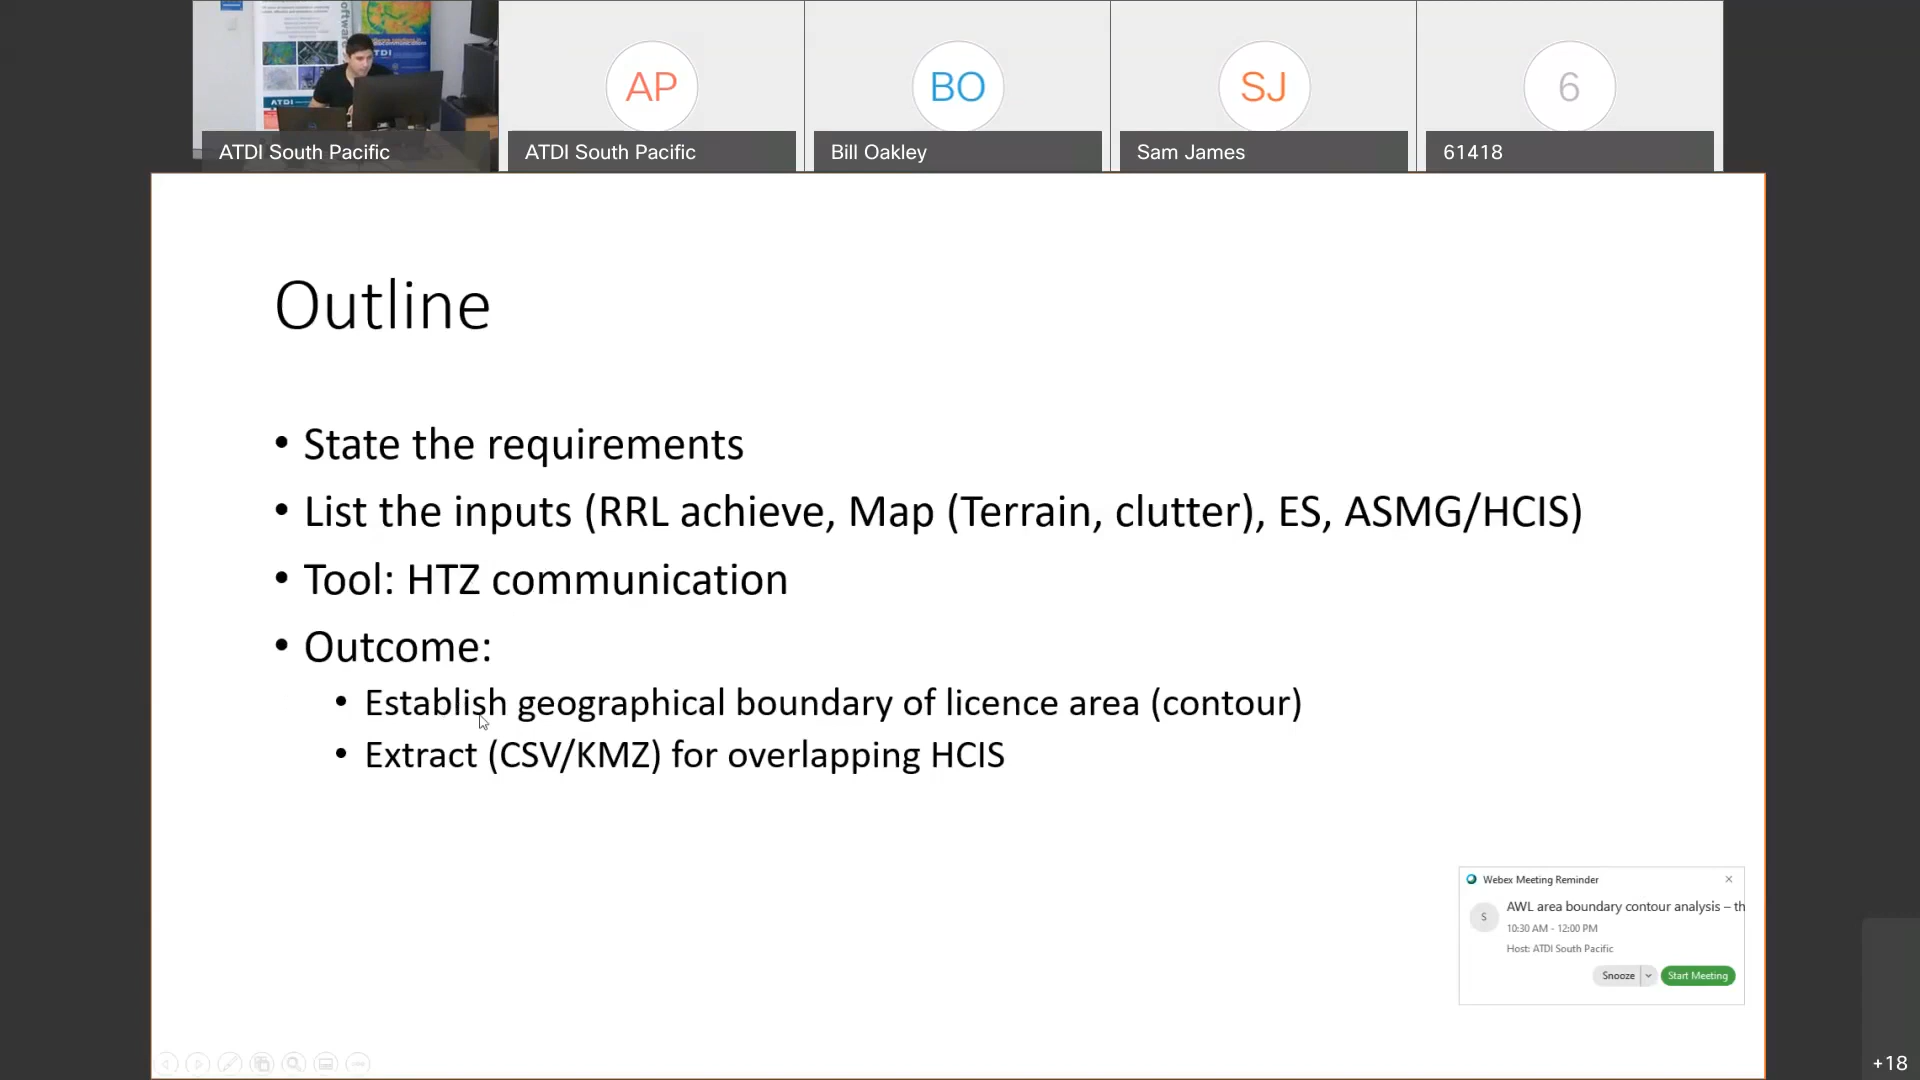 ATDI
ATDI
AP
BO
SJ
6
ATDI South Pacific
ATDI South Pacific
Bill Oakley
Sam James
61418
Outline
• State the requirements
• List the inputs (RRL achieve, Map (Terrain, clutter), ES, ASMG/HCIS)
• Tool: HTZ communication
• Outcome:
• Establish geographical boundary of licence area (contour)
• Extract (CSV/KMZ) for overlapping HCIS
Webex Meeting Reminder
S
AWL area boundary contour analysis – th
10:30 AM - 12:00 PM
Host: ATDI South Pacific
Snooze
Start Meeting
+18